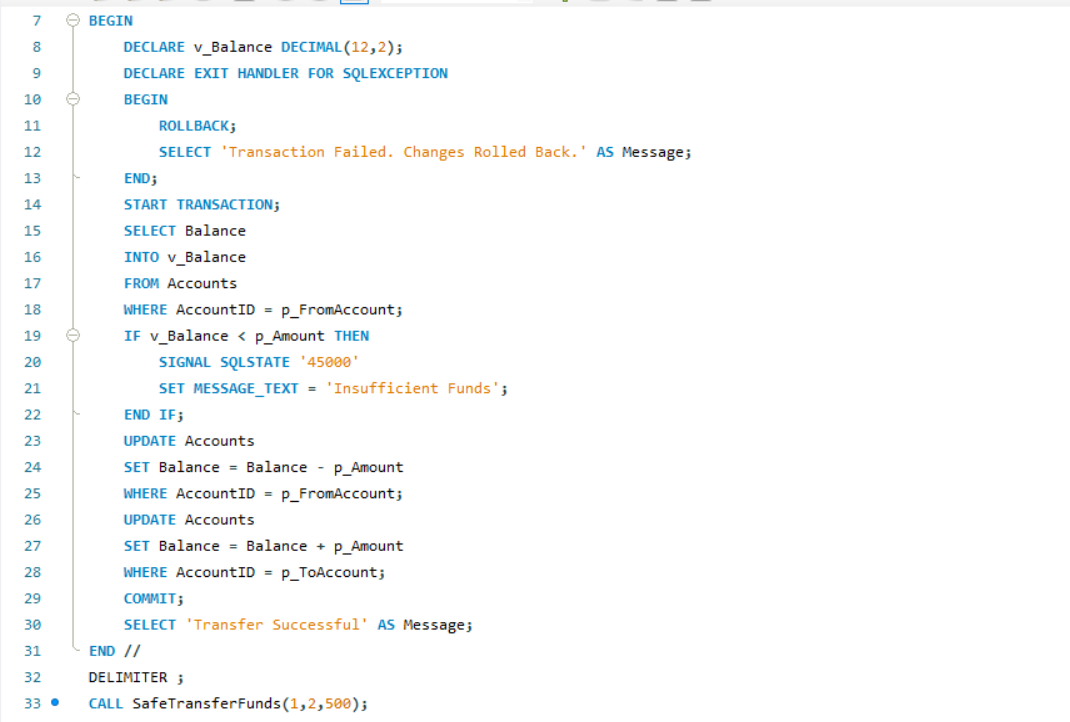 7 BEGIN
8 DECLARE v_Balance DECIMAL(12,2);
9 DECLARE EXIT HANDLER FOR SQLEXCEPTION
10 BEGIN
11 ROLLBACK;
12 SELECT 'Transaction Failed. Changes Rolled Back.' AS Message;
13 END;
14 START TRANSACTION;
15 SELECT Balance
16 INTO v_Balance
17 FROM Accounts
18 WHERE AccountID = p_FromAccount;
19 IF v_Balance < p_Amount THEN
20 SIGNAL SQLSTATE '45000'
21 SET MESSAGE_TEXT = 'Insufficient Funds';
22 END IF;
23 UPDATE Accounts
24 SET Balance = Balance - p_Amount
25 WHERE AccountID = p_FromAccount;
26 UPDATE Accounts
27 SET Balance = Balance + p_Amount
28 WHERE AccountID = p_ToAccount;
29 COMMIT;
30 SELECT 'Transfer Successful' AS Message;
31 END //
32 DELIMITER ;
33 CALL SafeTransferFunds(1,2,500);